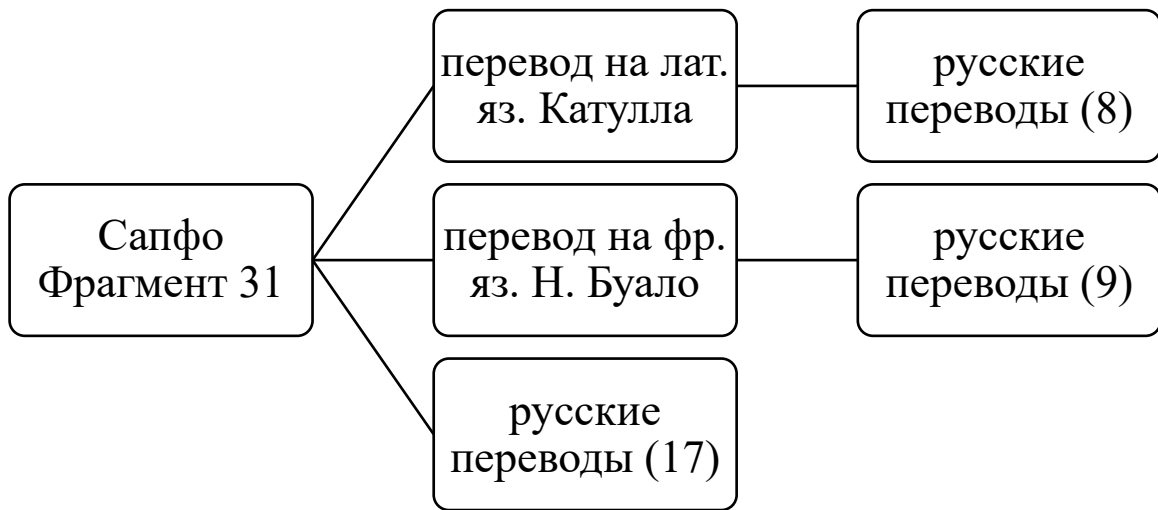 Сапфо
Фрагмент 31
перевод на лат.
яз. Катулла
русские
переводы (8)
перевод на фр.
яз. Н. Буало
русские
переводы (9)
русские
переводы (17)